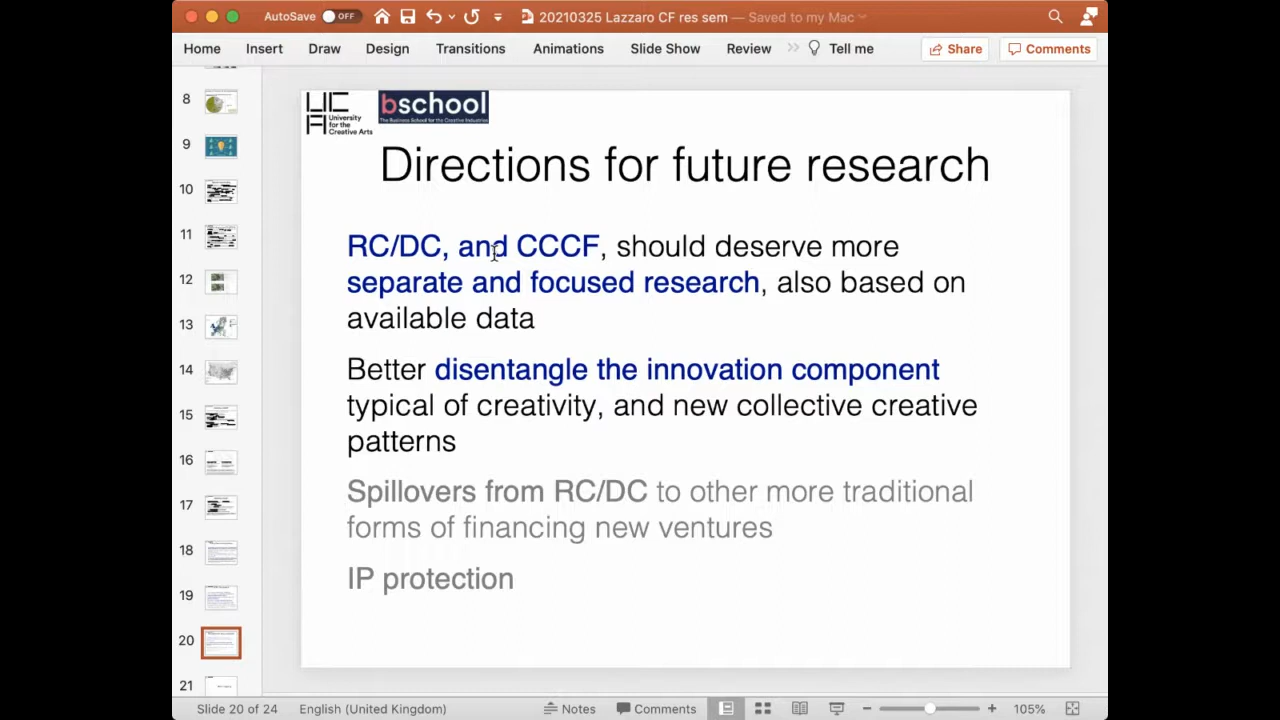 AutoSave OFF 20210325 Lazzaro CF res sem — Saved to my Mac
Home Insert Draw Design Transitions Animations Slide Show Review Tell me Share Comments
8
9
10
11
12
13
14
15
16
17
18
19
20
21
UCA
University
for the
Creative Arts
bschool
The Business School for the Creative Industries
Directions for future research
RC/DC, and CCCF, should deserve more
separate and focused research, also based on
available data
Better disentangle the innovation component
typical of creativity, and new collective creative
patterns
Spillovers from RC/DC to other more traditional
forms of financing new ventures
IP protection
Slide 20 of 24 English (United Kingdom) Notes Comments 105%